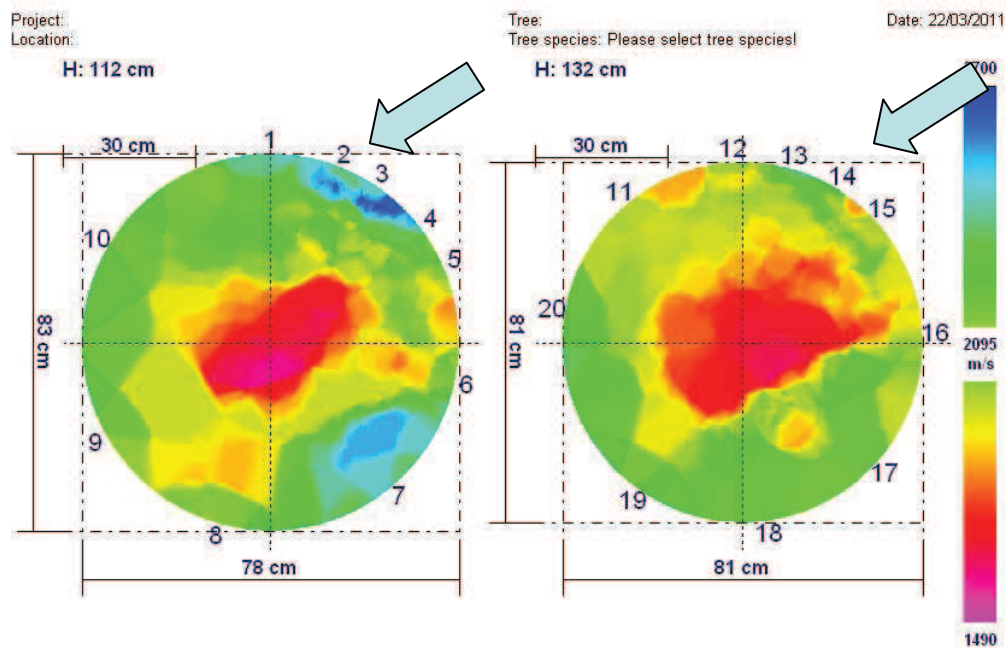 Project:
Location:
Tree:
Tree species: Please select tree species!
Date: 22/03/2011
H: 112 cm
30 cm
1
2
3
4
5
6
7
8
9
10
83 cm
78 cm
H: 132 cm
30 cm
11
12
13
14
15
16
17
18
19
20
81 cm
81 cm
700
2095
m/s
1490